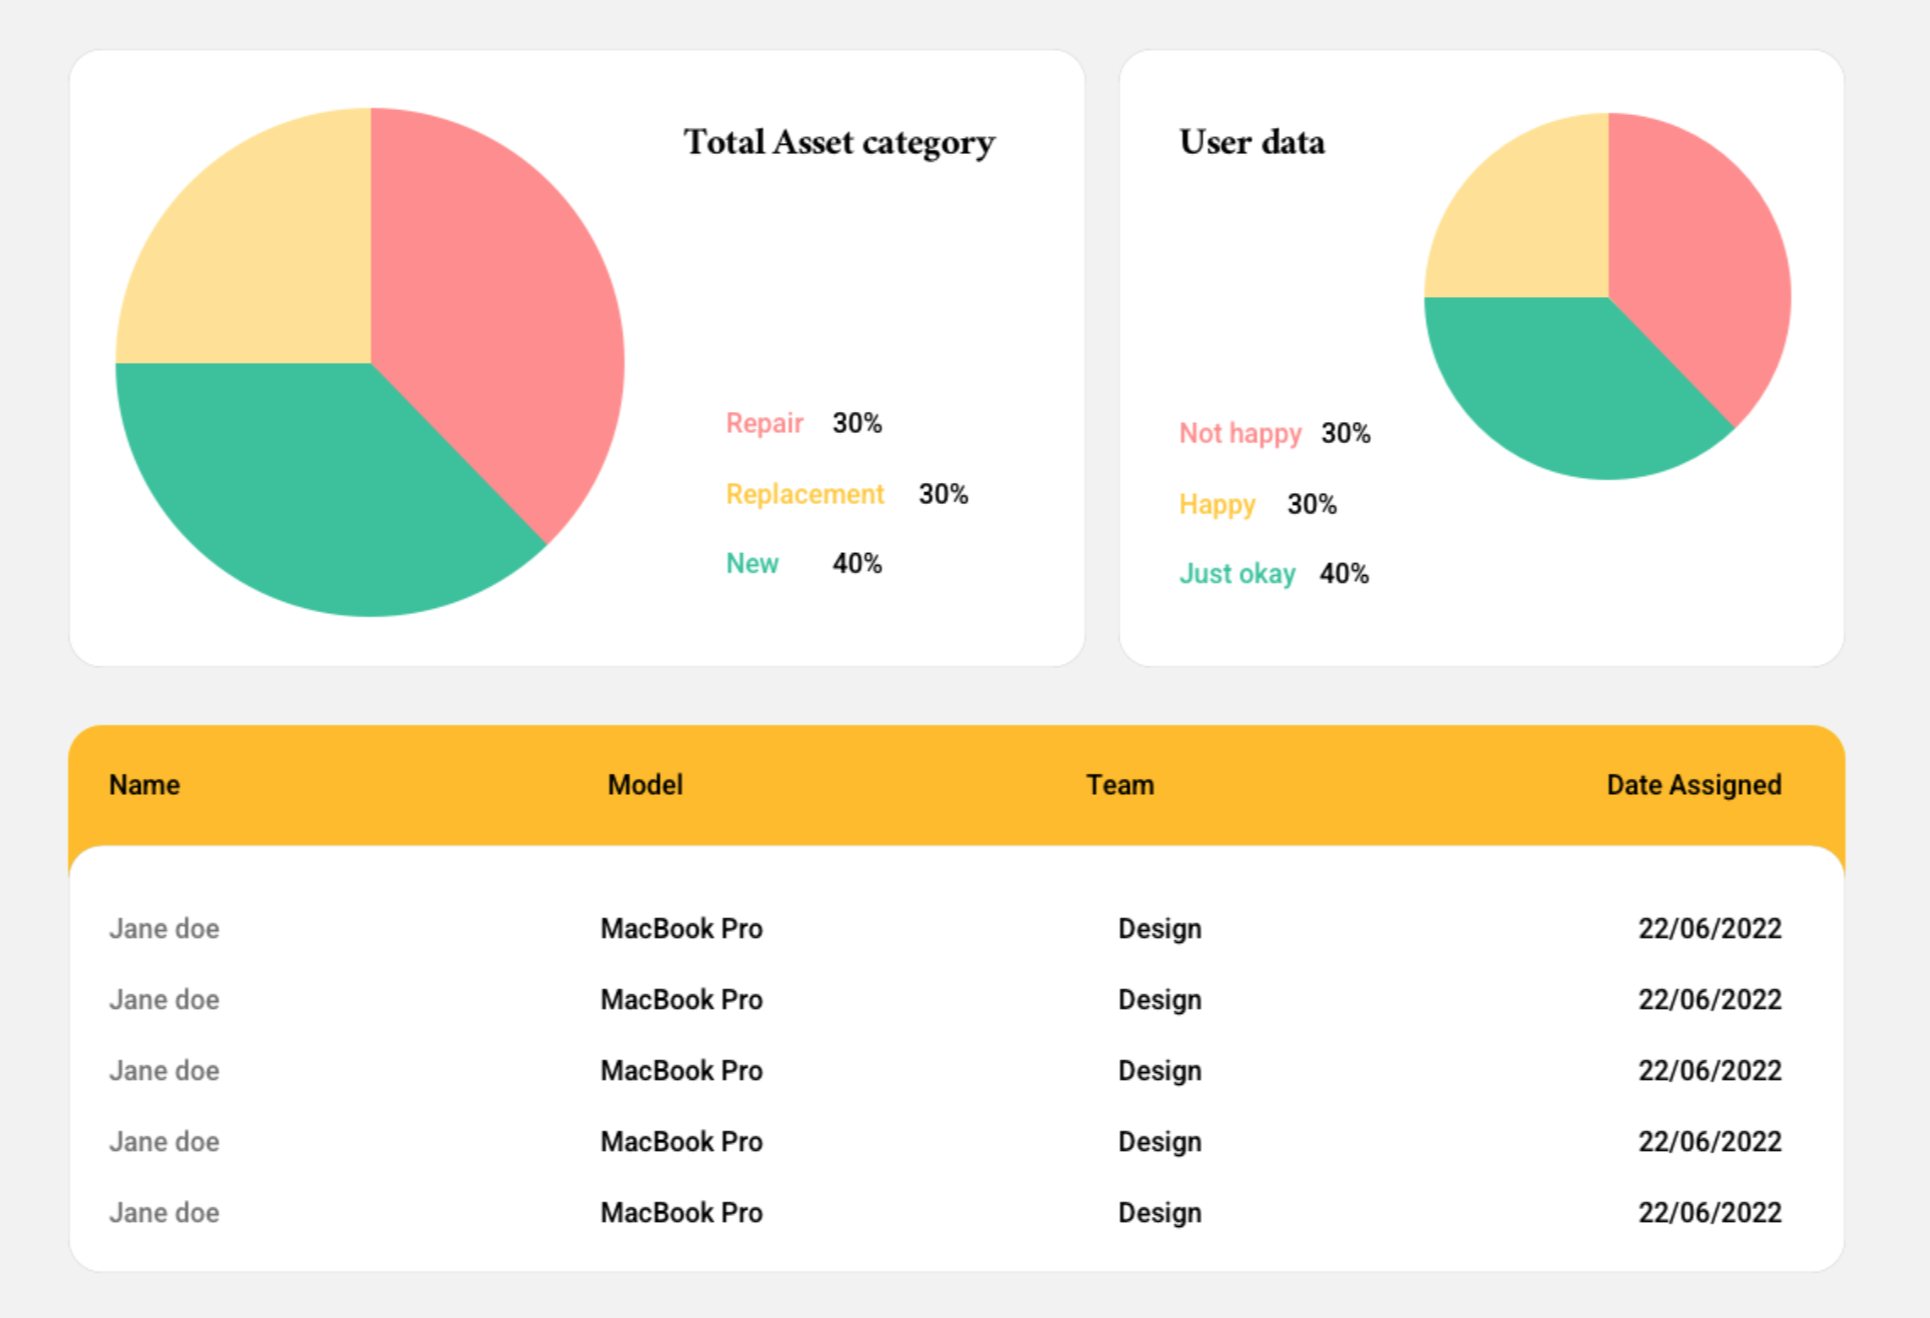 Total Asset category
Repair 30%
Replacement 30%
New 40%
User data
Not happy 30%
Happy 30%
Just okay 40%
Name Model Team Date Assigned
Jane doe MacBook Pro Design 22/06/2022
Jane doe MacBook Pro Design 22/06/2022
Jane doe MacBook Pro Design 22/06/2022
Jane doe MacBook Pro Design 22/06/2022
Jane doe MacBook Pro Design 22/06/2022